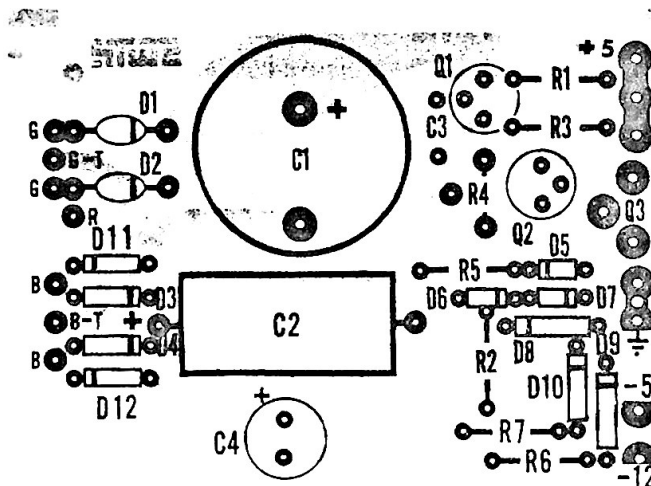 +5
Q1
R1
D1
+
C3
R3
G
G-T
C1
D2
G
R4
Q3
R
Q2
D11
D5
R5
B
D3
D6
D7
B-T +
C2
D4
D8
D9
B
R2
D10
-5
D12
+
C4
R7
R6
-12